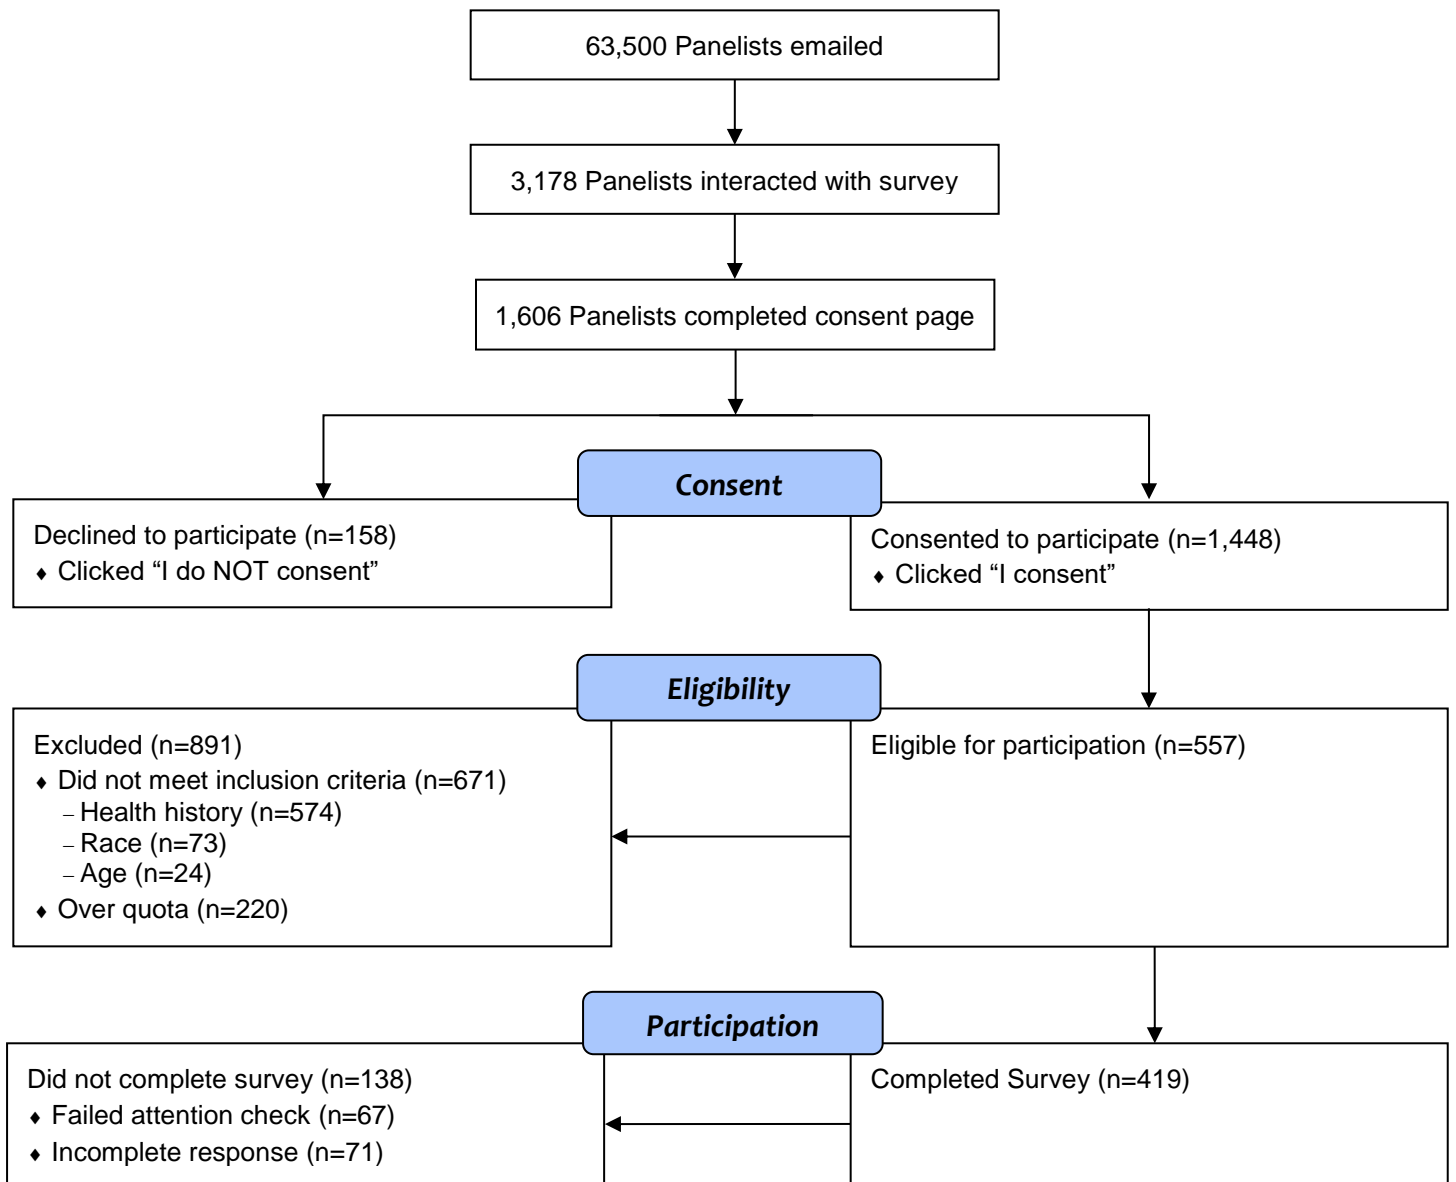 63,500 Panelists emailed
3,178 Panelists interacted with survey
1,606 Panelists completed consent page
Consent
Declined to participate (n=158)
♦ Clicked “I do NOT consent”
Consented to participate (n=1,448)
♦ Clicked “I consent”
Eligibility
Excluded (n=891)
♦ Did not meet inclusion criteria (n=671)
– Health history (n=574)
– Race (n=73)
– Age (n=24)
♦ Over quota (n=220)
Eligible for participation (n=557)
Participation
Did not complete survey (n=138)
♦ Failed attention check (n=67)
♦ Incomplete response (n=71)
Completed Survey (n=419)